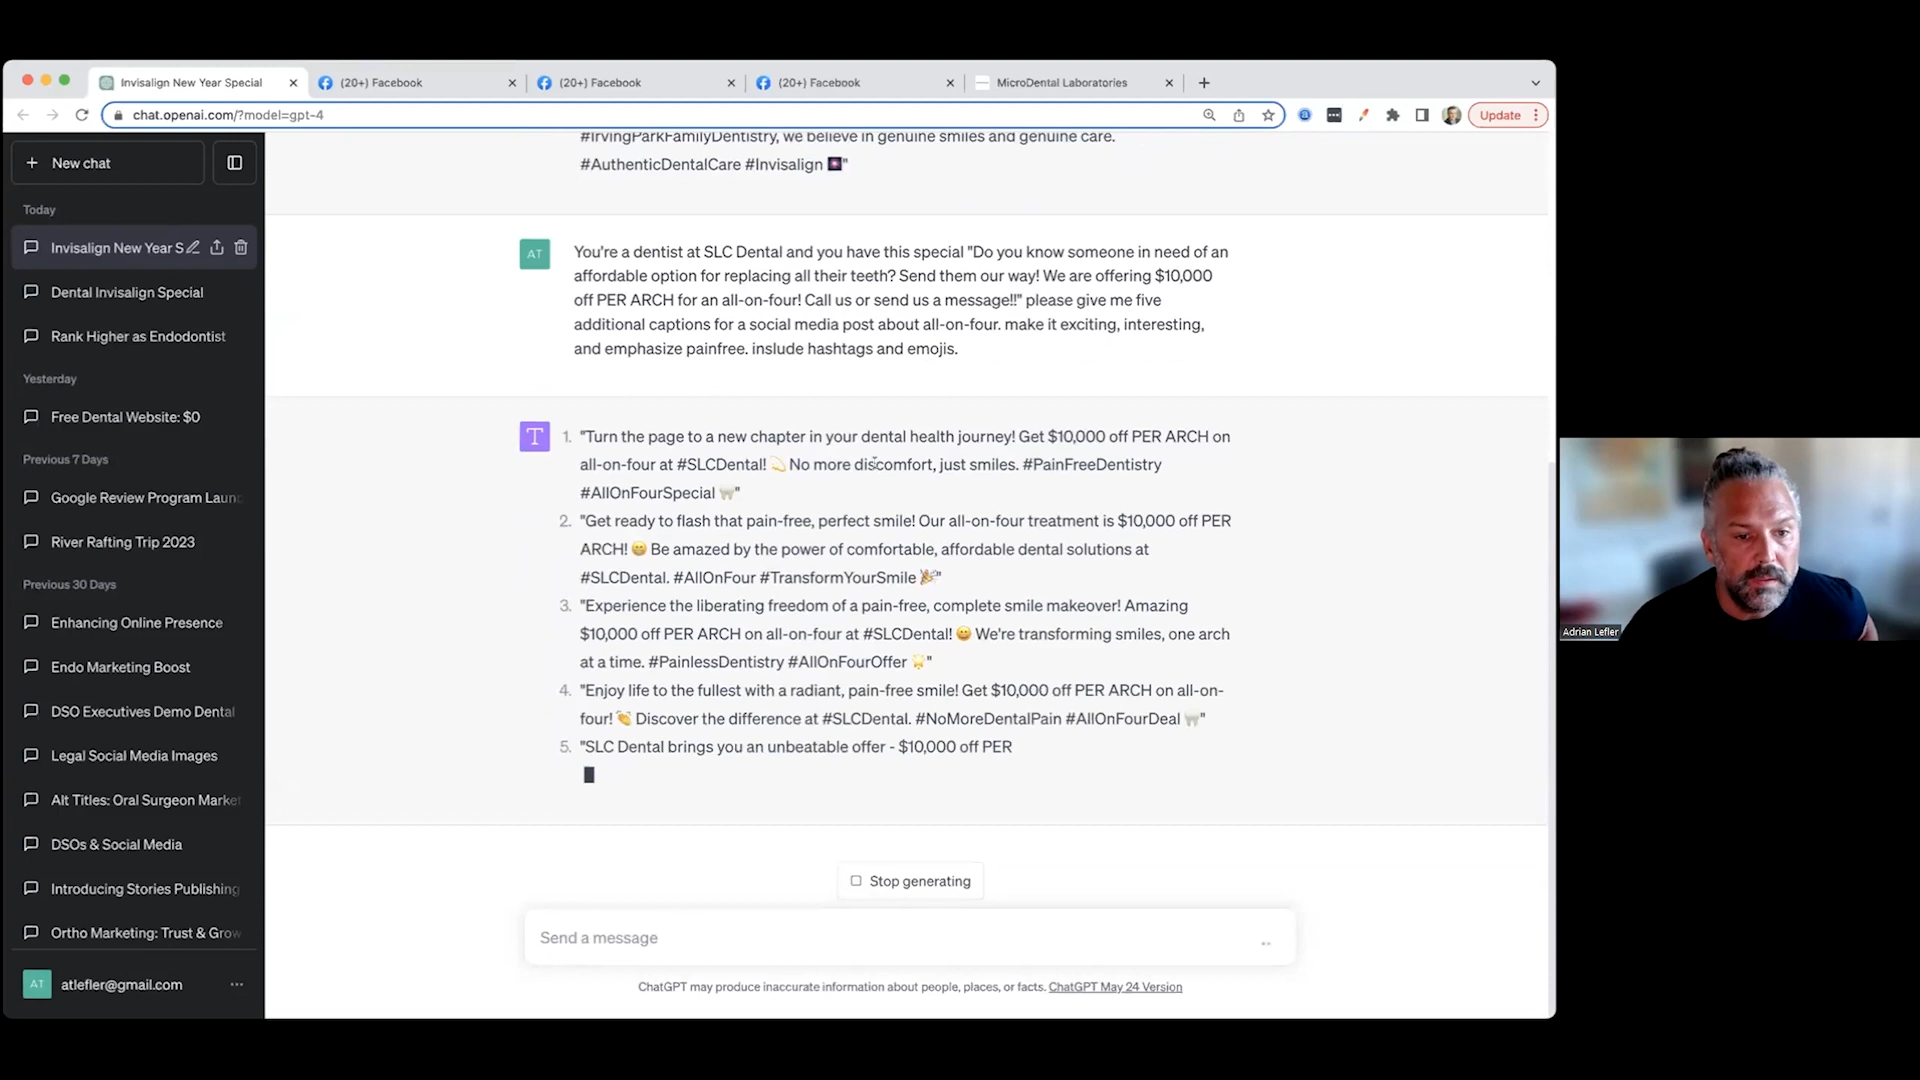 Invisalign New Year Special
(20+) Facebook
(20+) Facebook
(20+) Facebook
MicroDental Laboratories
chat.openai.com/?model=gpt-4
Update
New chat
Today
Invisalign New Year S
Dental Invisalign Special
Rank Higher as Endodontist
Yesterday
Free Dental Website: $0
Previous 7 Days
Google Review Program Laun
River Rafting Trip 2023
Previous 30 Days
Enhancing Online Presence
Endo Marketing Boost
DSO Executives Demo Dental
Legal Social Media Images
Alt Titles: Oral Surgeon Market
DSOs & Social Media
Introducing Stories Publishing
Ortho Marketing: Trust & Grow
AT atlefler@gmail.com
#IrvingParkFamilyDentistry, we believe in genuine smiles and genuine care.
#AuthenticDentalCare #Invisalign 🎆"
AT
You're a dentist at SLC Dental and you have this special "Do you know someone in need of an
affordable option for replacing all their teeth? Send them our way! We are offering $10,000
off PER ARCH for an all-on-four! Call us or send us a message!!" please give me five
additional captions for a social media post about all-on-four. make it exciting, interesting,
and emphasize painfree. include hashtags and emojis.
T
1. "Turn the page to a new chapter in your dental health journey! Get $10,000 off PER ARCH on
all-on-four at #SLCDental! 💫 No more discomfort, just smiles. #PainFreeDentistry
#AllOnFourSpecial 🦷"
2. "Get ready to flash that pain-free, perfect smile! Our all-on-four treatment is $10,000 off PER
ARCH! 😁 Be amazed by the power of comfortable, affordable dental solutions at
#SLCDental. #AllOnFour #TransformYourSmile 🎉"
3. "Experience the liberating freedom of a pain-free, complete smile makeover! Amazing
$10,000 off PER ARCH on all-on-four at #SLCDental! 😀 We're transforming smiles, one arch
at a time. #PainlessDentistry #AllOnFourOffer 🌟"
4. "Enjoy life to the fullest with a radiant, pain-free smile! Get $10,000 off PER ARCH on all-on-
four! 👏 Discover the difference at #SLCDental. #NoMoreDentalPain #AllOnFourDeal 🦷"
5. "SLC Dental brings you an unbeatable offer - $10,000 off PER
Stop generating
Send a message
ChatGPT may produce inaccurate information about people, places, or facts. ChatGPT May 24 Version
Adrian Lefler